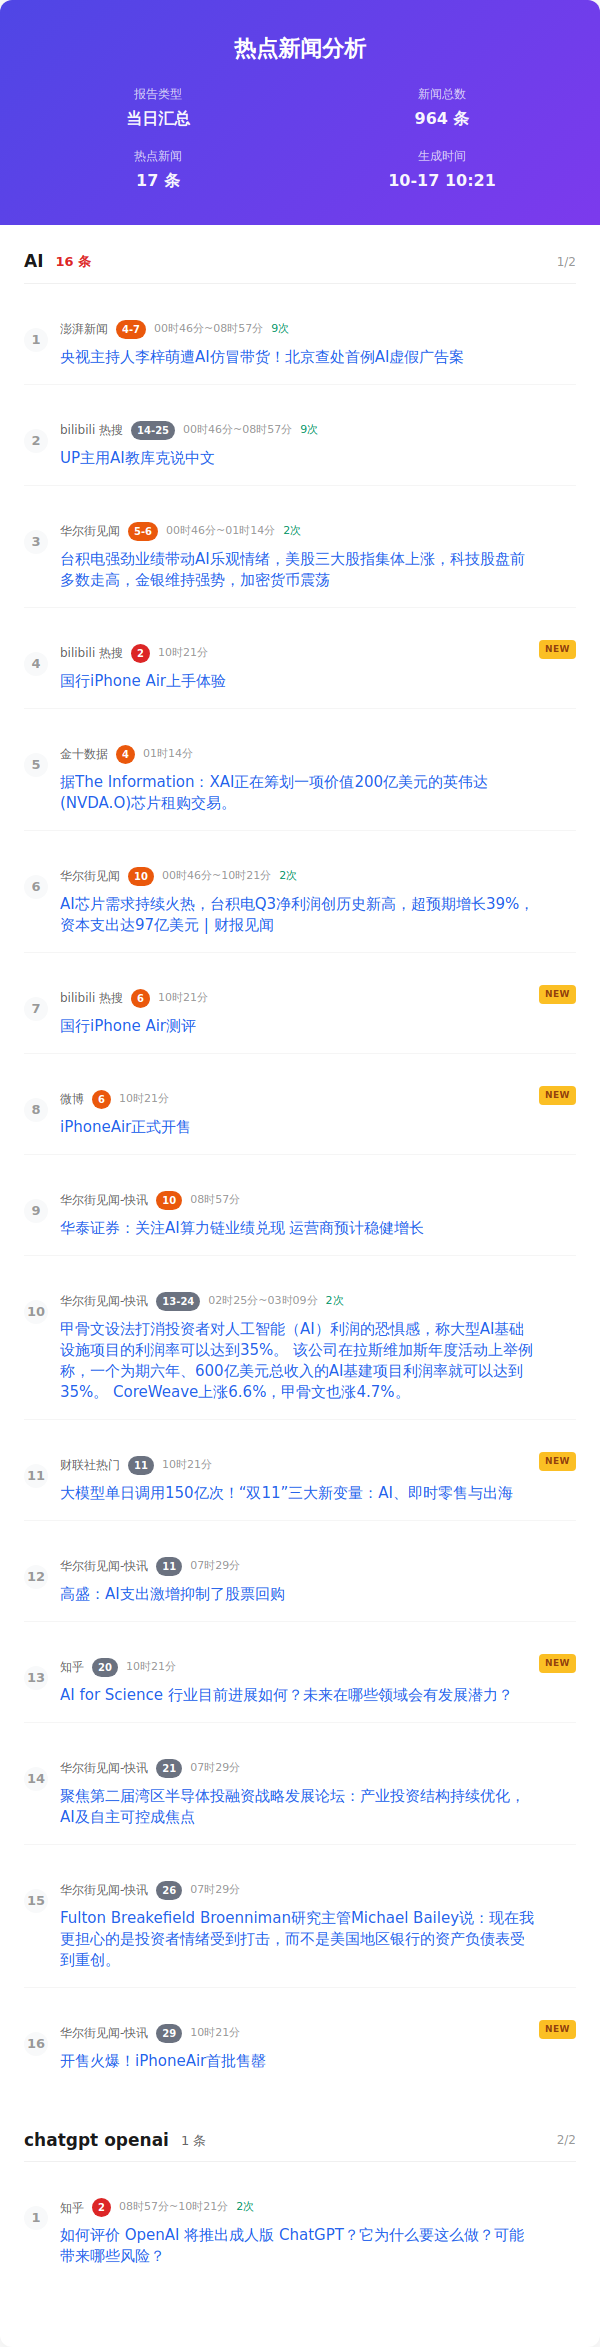 热点新闻分析
报告类型
新闻总数
当日汇总
964 条
热点新闻
生成时间
17 条
10-17 10:21
AI 16 条 1/2
1
澎湃新闻 4-7 00时46分~08时57分 9次
央视主持人李梓萌遭AI仿冒带货！北京查处首例AI虚假广告案
2
bilibili 热搜 14-25 00时46分~08时57分 9次
UP主用AI教库克说中文
3
华尔街见闻 5-6 00时46分~01时14分 2次
台积电强劲业绩带动AI乐观情绪，美股三大股指集体上涨，科技股盘前
多数走高，金银维持强势，加密货币震荡
4
bilibili 热搜 2 10时21分 NEW
国行iPhone Air上手体验
5
金十数据 4 01时14分
据The Information：XAI正在筹划一项价值200亿美元的英伟达
(NVDA.O)芯片租购交易。
6
华尔街见闻 10 00时46分~10时21分 2次
AI芯片需求持续火热，台积电Q3净利润创历史新高，超预期增长39%，
资本支出达97亿美元 | 财报见闻
7
bilibili 热搜 6 10时21分 NEW
国行iPhone Air测评
8
微博 6 10时21分 NEW
iPhoneAir正式开售
9
华尔街见闻-快讯 10 08时57分
华泰证券：关注AI算力链业绩兑现 运营商预计稳健增长
10
华尔街见闻-快讯 13-24 02时25分~03时09分 2次
甲骨文设法打消投资者对人工智能（AI）利润的恐惧感，称大型AI基础
设施项目的利润率可以达到35%。 该公司在拉斯维加斯年度活动上举例
称，一个为期六年、600亿美元总收入的AI基建项目利润率就可以达到
35%。 CoreWeave上涨6.6%，甲骨文也涨4.7%。
11
财联社热门 11 10时21分 NEW
大模型单日调用150亿次！“双11”三大新变量：AI、即时零售与出海
12
华尔街见闻-快讯 11 07时29分
高盛：AI支出激增抑制了股票回购
13
知乎 20 10时21分 NEW
AI for Science 行业目前进展如何？未来在哪些领域会有发展潜力？
14
华尔街见闻-快讯 21 07时29分
聚焦第二届湾区半导体投融资战略发展论坛：产业投资结构持续优化，
AI及自主可控成焦点
15
华尔街见闻-快讯 26 07时29分
Fulton Breakefield Broenniman研究主管Michael Bailey说：现在我
更担心的是投资者情绪受到打击，而不是美国地区银行的资产负债表受
到重创。
16
华尔街见闻-快讯 29 10时21分 NEW
开售火爆！iPhoneAir首批售罄
chatgpt openai 1 条 2/2
1
知乎 2 08时57分~10时21分 2次
如何评价 OpenAI 将推出成人版 ChatGPT？它为什么要这么做？可能
带来哪些风险？